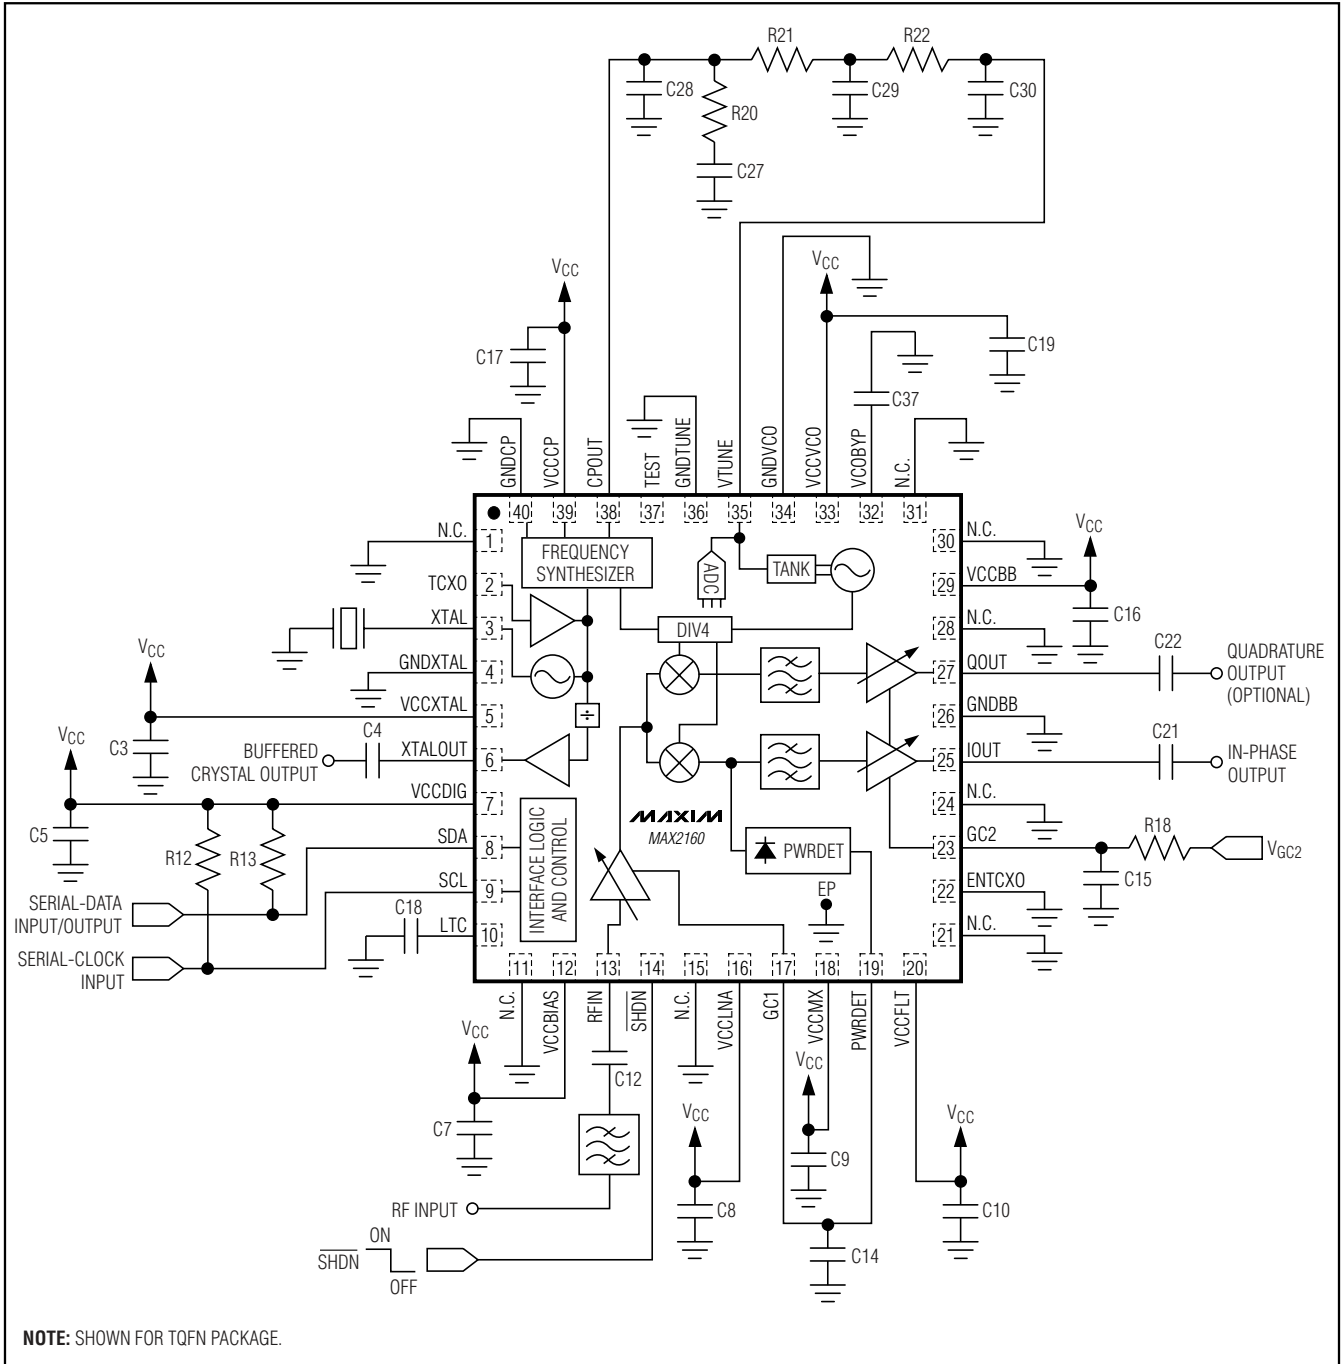 R21
R22
C28
R20
C29
C30
C27
VCC
VCC
C17
C19
C37
GNDCP
VCCCP
CPOUT
TEST
GNDTUNE
VTUNE
GNDVCO
VCCVCO
VCOBYP
N.C.
40
39
38
37
36
35
34
33
32
31
N.C.
1
FREQUENCY
SYNTHESIZER
ADC
TANK
30
N.C.
VCC
TCXO
2
29
VCCBB
XTAL
3
DIV4
28
N.C.
C16
VCC
GNDXTAL
4
27
QOUT
C22
QUADRATURE
OUTPUT
(OPTIONAL)
VCCXTAL
5
÷
26
GNDBB
VCC
C3
BUFFERED
CRYSTAL OUTPUT
C4
XTALOUT
6
25
IOUT
C21
IN-PHASE
OUTPUT
VCCDIG
7
24
N.C.
C5
R12
R13
SDA
8
INTERFACE LOGIC
AND CONTROL
MAXIM
MAX2160
PWRDET
23
GC2
R18
VGC2
SCL
9
EP
22
ENTCXO
C15
SERIAL-DATA
INPUT/OUTPUT
C18
LTC
10
21
N.C.
SERIAL-CLOCK
INPUT
11
12
13
14
15
16
17
18
19
20
N.C.
VCCBIAS
RFIN
SHDN
N.C.
VCCLNA
GC1
VCCMX
PWRDET
VCCFLT
VCC
C7
C12
VCC
VCC
VCC
C9
C8
C10
RF INPUT
C14
SHDN
ON
OFF
NOTE: SHOWN FOR TQFN PACKAGE.